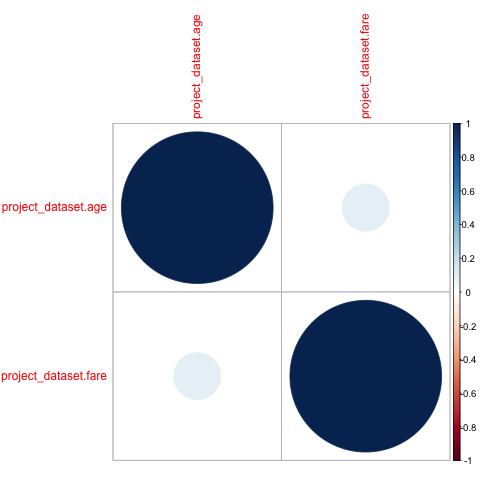 project_dataset.age
project_dataset.fare
project_dataset.age
project_dataset.fare
1
0.8
0.6
0.4
0.2
0
-0.2
-0.4
-0.6
-0.8
-1